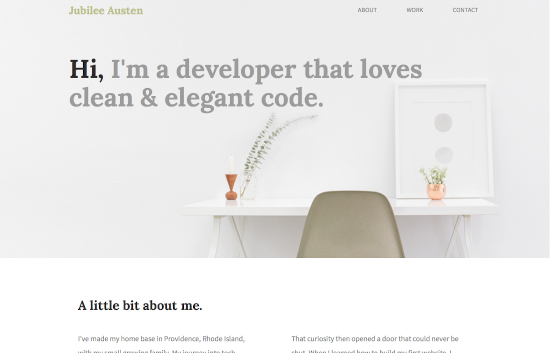 Jubilee Austen
ABOUT WORK CONTACT
Hi, I'm a developer that loves
clean & elegant code.
A little bit about me.
I've made my home base in Providence, Rhode Island,
with my small growing family. My journey into tech
That curiosity then opened a door that could never be
shut. When I learned how to build my first website, I